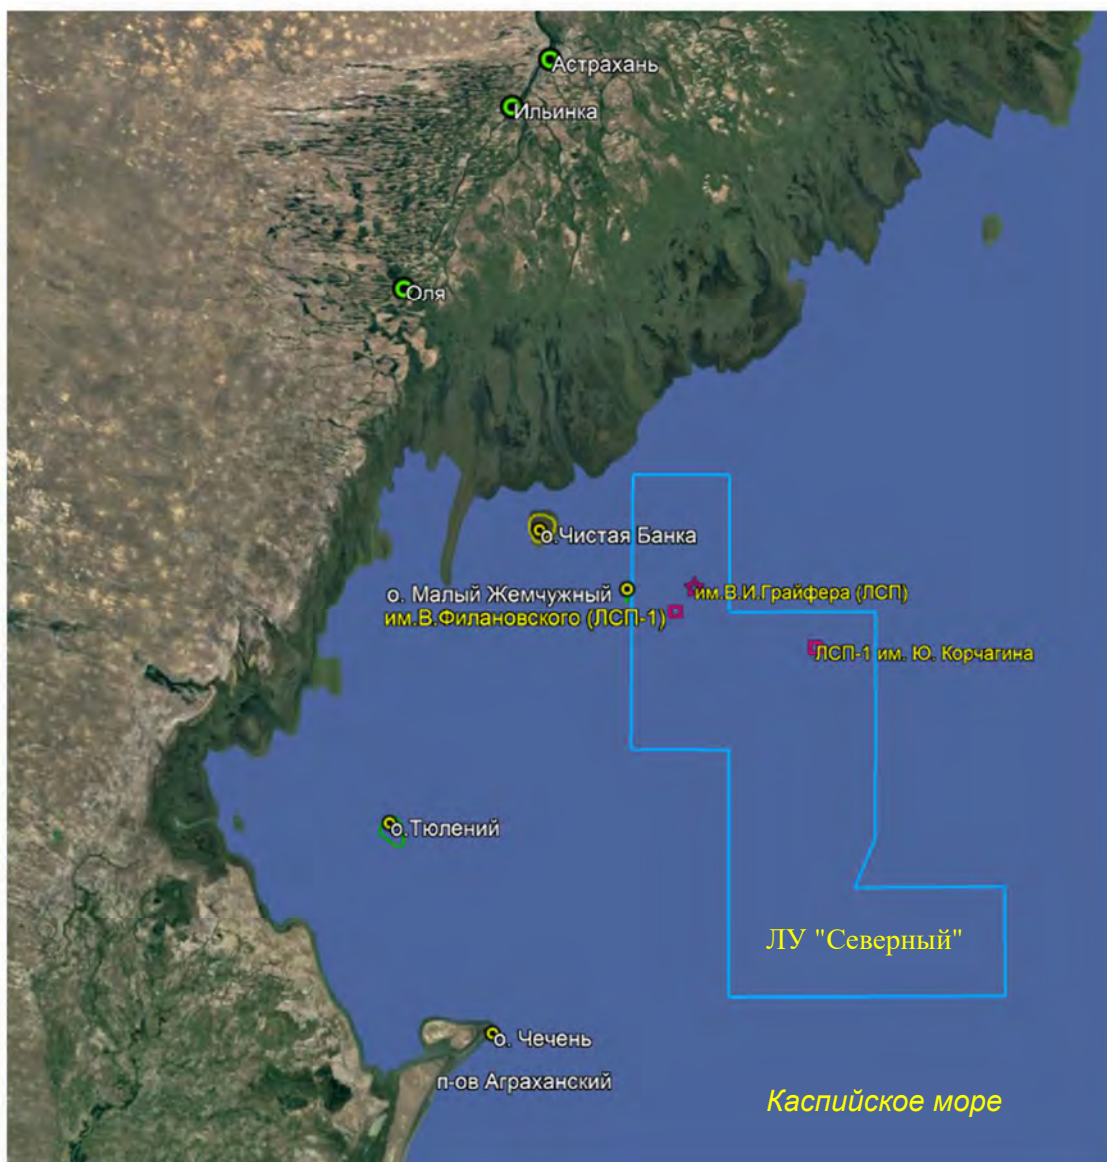 Астрахань
Ильинка
Оля
о.Чистая Банка
о. Малый Жемчужный
им.В.И.Грайфера (ЛСП)
им.В.Филановского (ЛСП-1)
ЛСП-1 им. Ю. Корчагина
о.Тюлений
ЛУ "Северный"
о. Чечень
п-ов Аграханский
Каспийское море